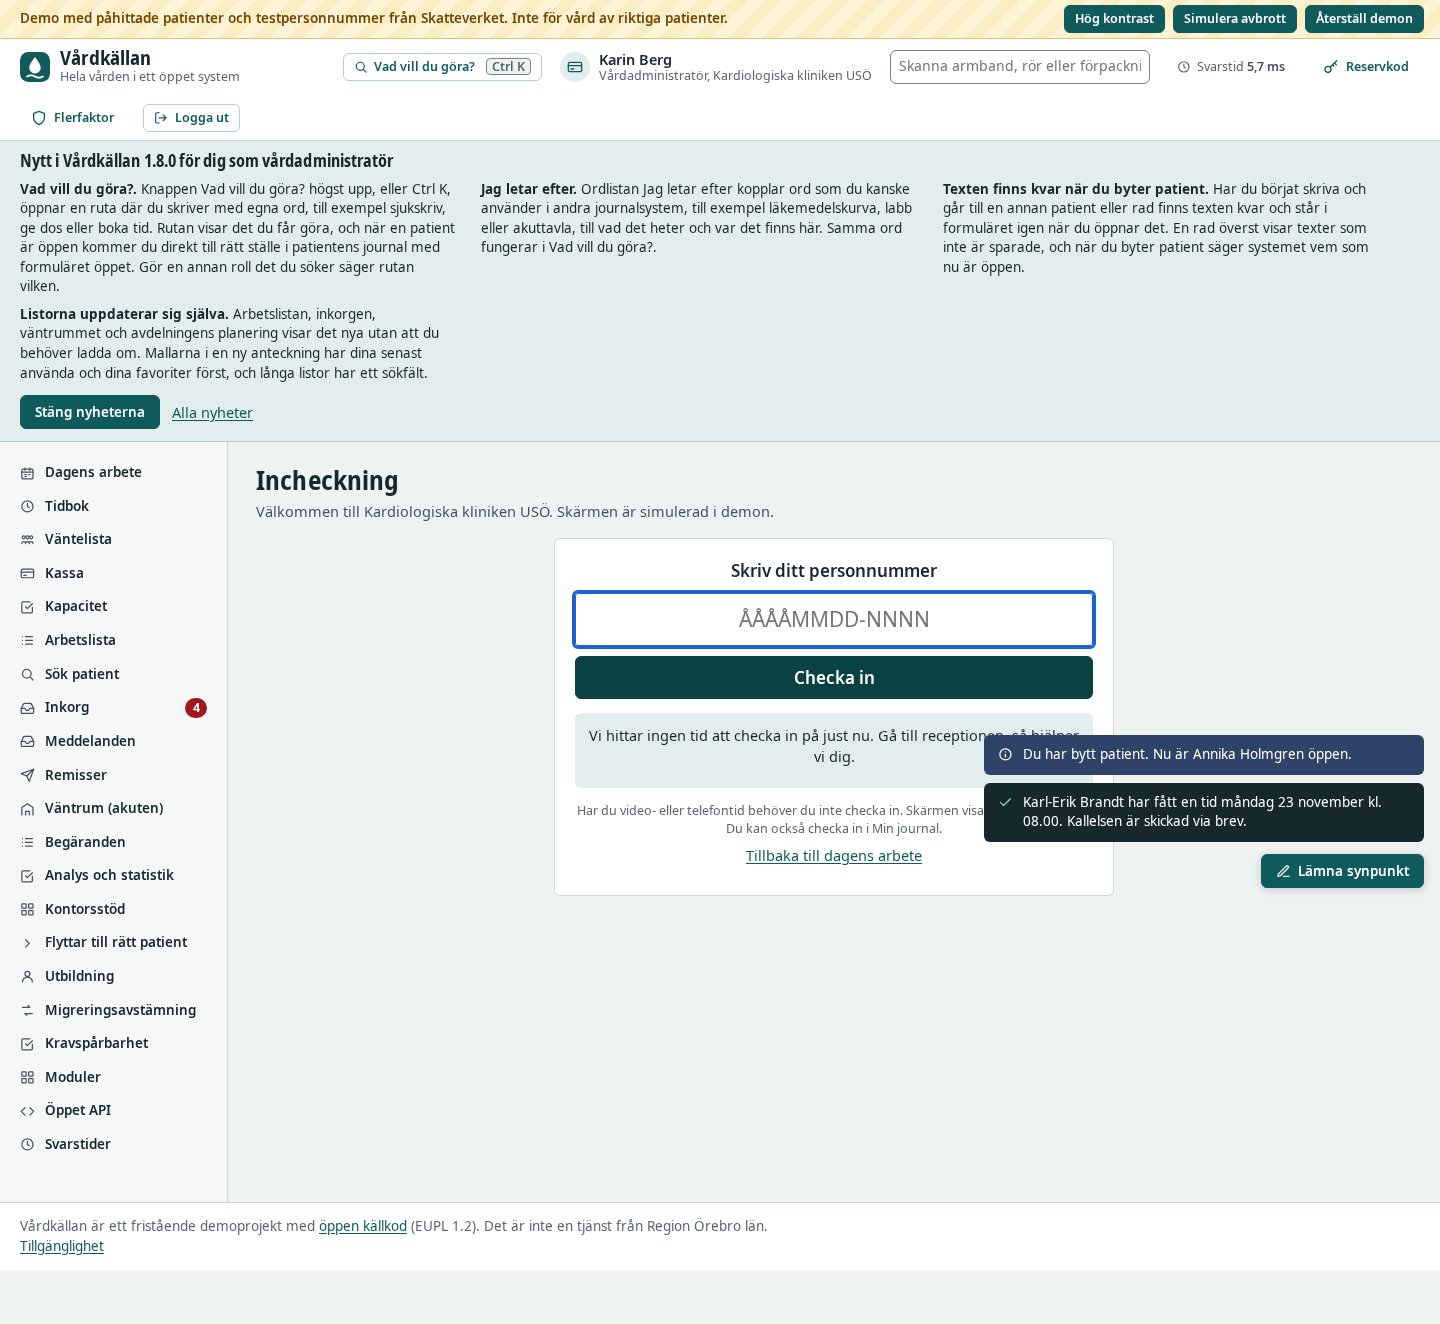 Demo med påhittade patienter och testpersonnummer från Skatteverket. Inte för vård av riktiga patienter.
Hög kontrast
Simulera avbrott
Återställ demon
Vårdkällan
Hela vården i ett öppet system
Vad vill du göra? Ctrl K
Karin Berg
Vårdadministratör, Kardiologiska kliniken USÖ
Skanna armband, rör eller förpackni
Svarstid 5,7 ms
Reservkod
Flerfaktor
Logga ut
Nytt i Vårdkällan 1.8.0 för dig som vårdadministratör
Vad vill du göra?. Knappen Vad vill du göra? högst upp, eller Ctrl K,
öppnar en ruta där du skriver med egna ord, till exempel sjukskriv,
ge dos eller boka tid. Rutan visar det du får göra, och när en patient
är öppen kommer du direkt till rätt ställe i patientens journal med
formuläret öppet. Gör en annan roll det du söker säger rutan
vilken.
Jag letar efter. Ordlistan Jag letar efter kopplar ord som du kanske
använder i andra journalsystem, till exempel läkemedelskurva, labb
eller akuttavla, till vad det heter och var det finns här. Samma ord
fungerar i Vad vill du göra?.
Texten finns kvar när du byter patient. Har du börjat skriva och
går till en annan patient eller rad finns texten kvar och står i
formuläret igen när du öppnar det. En rad överst visar texter som
inte är sparade, och när du byter patient säger systemet vem som
nu är öppen.
Listorna uppdaterar sig själva. Arbetslistan, inkorgen,
väntrummet och avdelningens planering visar det nya utan att du
behöver ladda om. Mallarna i en ny anteckning har dina senast
använda och dina favoriter först, och långa listor har ett sökfält.
Stäng nyheterna
Alla nyheter
Dagens arbete
Tidbok
Väntelista
Kassa
Kapacitet
Arbetslista
Sök patient
Inkorg 4
Meddelanden
Remisser
Väntrum (akuten)
Begäranden
Analys och statistik
Kontorsstöd
Flyttar till rätt patient
Utbildning
Migreringsavstämning
Kravspårbarhet
Moduler
Öppet API
Svarstider
Incheckning
Välkommen till Kardiologiska kliniken USÖ. Skärmen är simulerad i demon.
Skriv ditt personnummer
ÅÅÅÅMMDD-NNNN
Checka in
Vi hittar ingen tid att checka in på just nu. Gå till receptionen, så hjälper
vi dig.
Har du video- eller telefontid behöver du inte checka in. Skärmen visa
Du kan också checka in i Min journal.
Tillbaka till dagens arbete
Du har bytt patient. Nu är Annika Holmgren öppen.
Karl-Erik Brandt har fått en tid måndag 23 november kl.
08.00. Kallelsen är skickad via brev.
Lämna synpunkt
Vårdkällan är ett fristående demoprojekt med öppen källkod (EUPL 1.2). Det är inte en tjänst från Region Örebro län.
Tillgänglighet